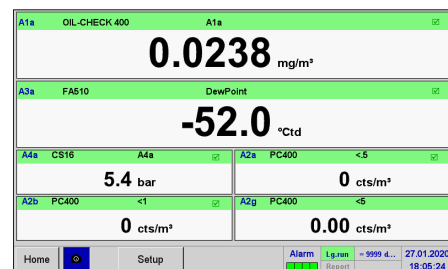 A1a OIL-CHECK 400 A1a
0.0238 mg/m³
A3a FA510 DewPoint
-52.0 °Ctd
A4a CS16 A4a
5.4 bar
A2a PC400 <.5
0 cts/m³
A2b PC400 <1
0 cts/m³
A2g PC400 <5
0.00 cts/m³
Home Setup Alarm Lg.run = 9999 d... 27.01.2020
Report 18:05:24